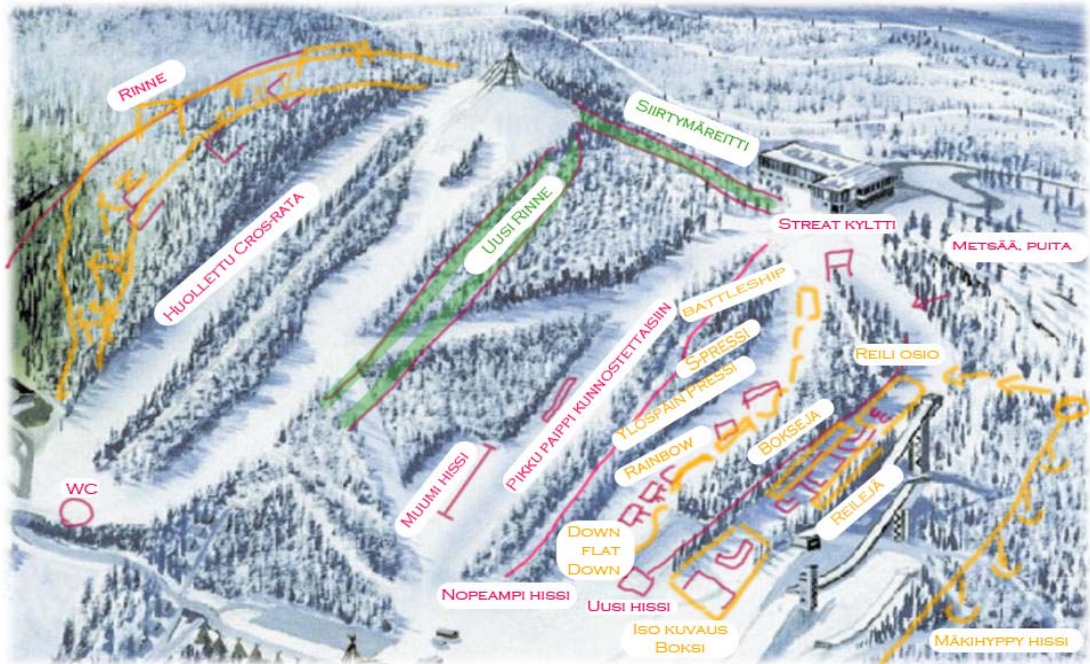 Rinne
Siirtymäreitti
Huollettu Cros-rata
Uusi Rinne
Streat kyltti
Metsää, puita
Battleship
S-pressi
Ylöspäin Pressi
Rainbow
Bokseja
Reili osio
Reilejä
Pikku paippi kunnostettaisiin
Muumi hissi
WC
Down
flat
Down
Nopeampi hissi
Uusi hissi
Iso kuvaus
Boksi
Mäkihyppy hissi